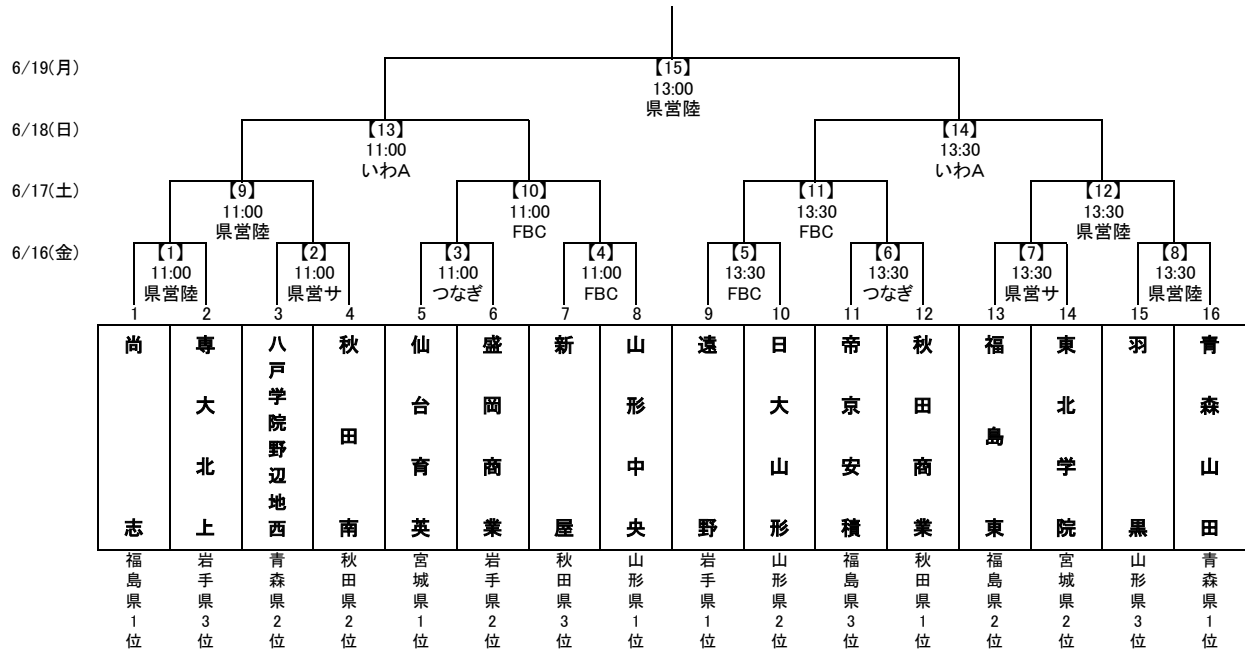 6/19(月)
【15】
13:00
県営陸
6/18(日)
【13】
11:00
いわA
【14】
13:30
いわA
6/17(土)
【9】
11:00
県営陸
【10】
11:00
FBC
【11】
13:30
FBC
【12】
13:30
県営陸
6/16(金)
【1】
11:00
県営陸
【2】
11:00
県営サ
【3】
11:00
つなぎ
【4】
11:00
FBC
【5】
13:30
FBC
【6】
13:30
つなぎ
【7】
13:30
県営サ
【8】
13:30
県営陸
1
尚志
福島県1位
2
専大北上
岩手県3位
3
八戸学院野辺地西
青森県2位
4
秋田南
秋田県2位
5
仙台育英
宮城県1位
6
盛岡商業
岩手県2位
7
新屋
秋田県3位
8
山形中央
山形県1位
9
遠野
岩手県1位
10
日大山形
山形県2位
11
帝京安積
福島県3位
12
秋田商業
秋田県1位
13
福島東
福島県2位
14
東北学院
宮城県2位
15
羽黒
山形県3位
16
青森山田
青森県1位